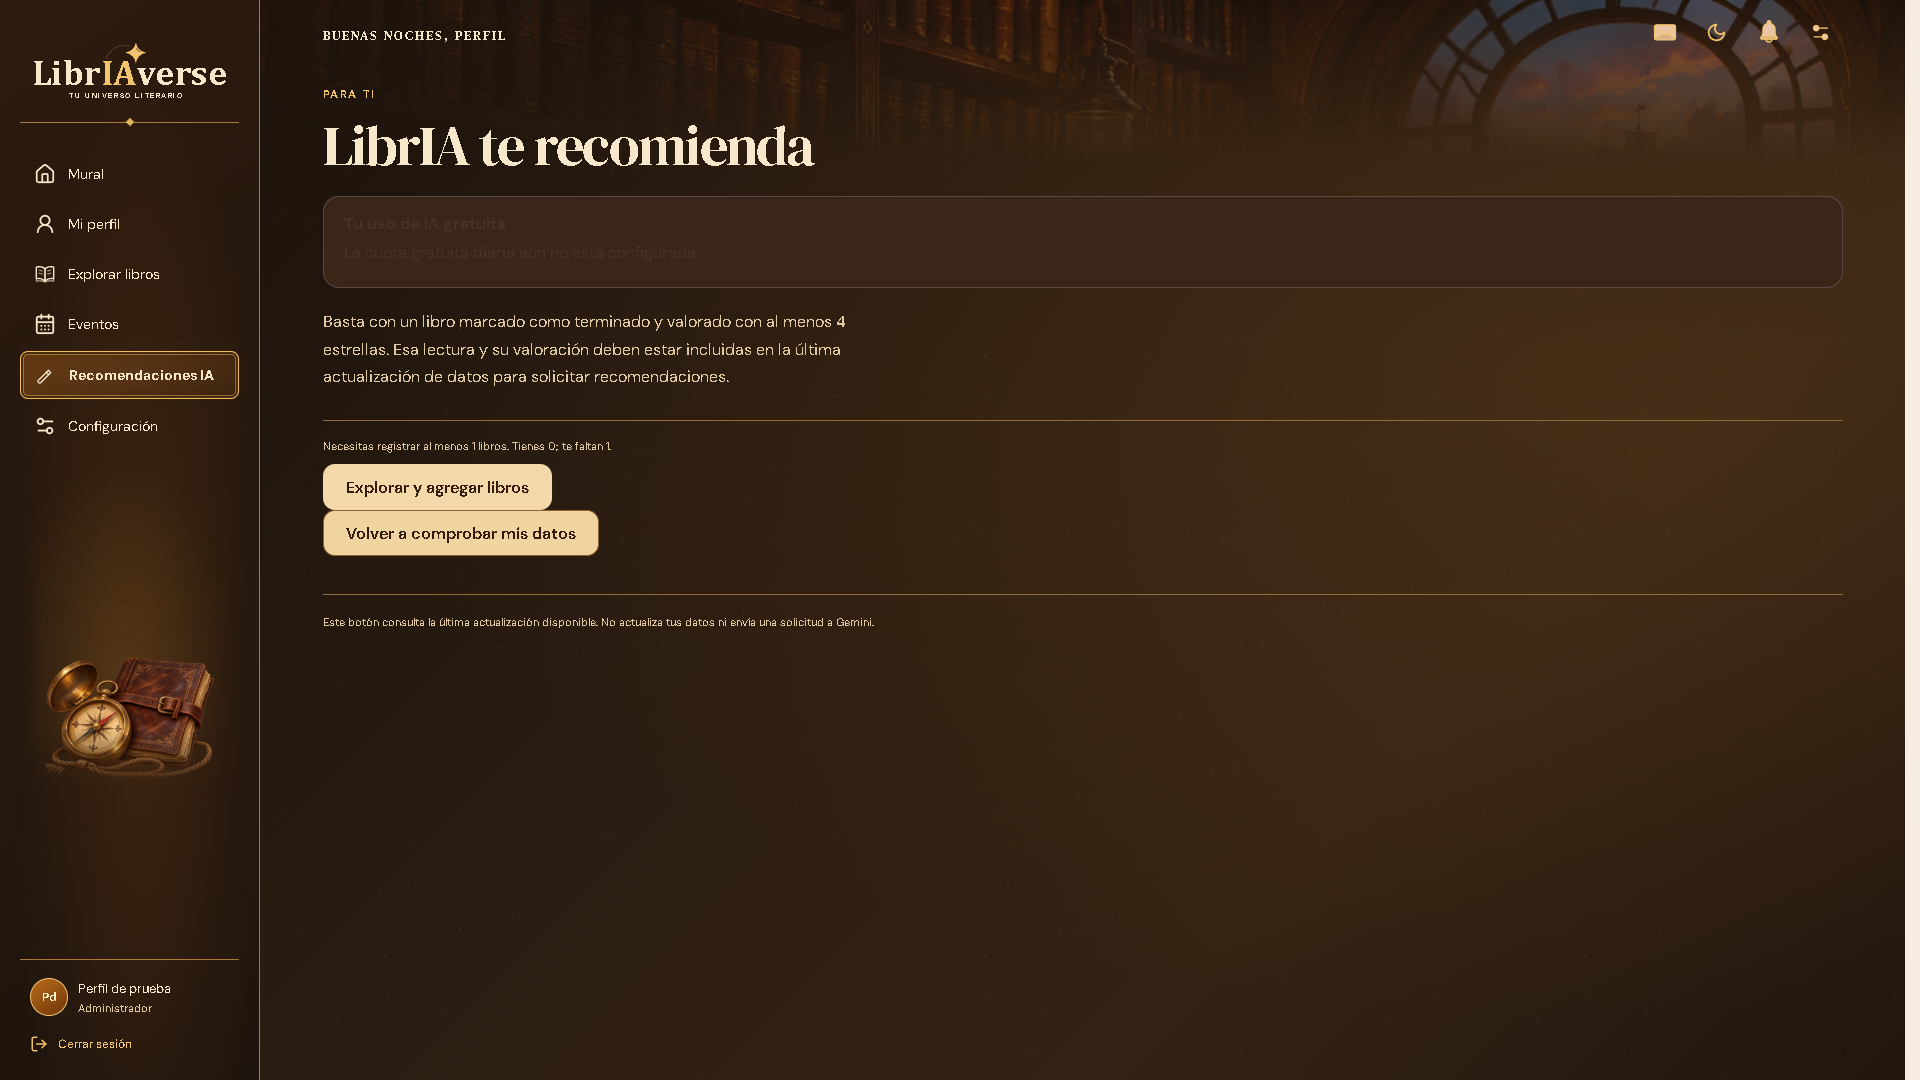 LibrIAverse
TU UNIVERSO LITERARIO
Mural
Mi perfil
Explorar libros
Eventos
Recomendaciones IA
Configuración
Pd
Perfil de prueba
Administrador
Cerrar sesión
BUENAS NOCHES, PERFIL
PARA TI
LibrIA te recomienda
Tu uso de IA gratuita
La cuota gratuita diaria aún no está configurada.
Basta con un libro marcado como terminado y valorado con al menos 4
estrellas. Esa lectura y su valoración deben estar incluidas en la última
actualización de datos para solicitar recomendaciones.
Necesitas registrar al menos 1 libros. Tienes 0; te faltan 1.
Explorar y agregar libros
Volver a comprobar mis datos
Este botón consulta la última actualización disponible. No actualiza tus datos ni envía una solicitud a Gemini.